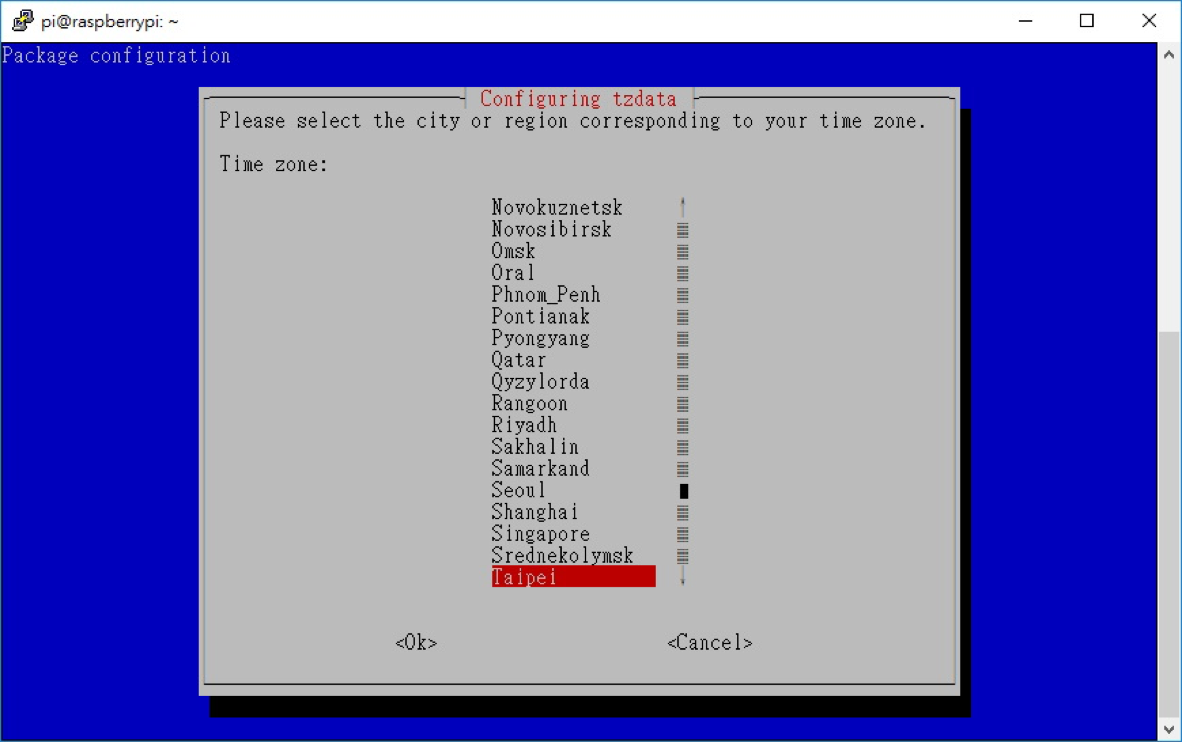 pi@raspberrypi: ~
Package configuration
Configuring tzdata
Please select the city or region corresponding to your time zone.
Time zone:
Novokuznetsk
Novosibirsk
Omsk
Oral
Phnom_Penh
Pontianak
Pyongyang
Qatar
Qyzylorda
Rangoon
Riyadh
Sakhalin
Samarkand
Seoul
Shanghai
Singapore
Srednekolymsk
Taipei
<Ok> <Cancel>